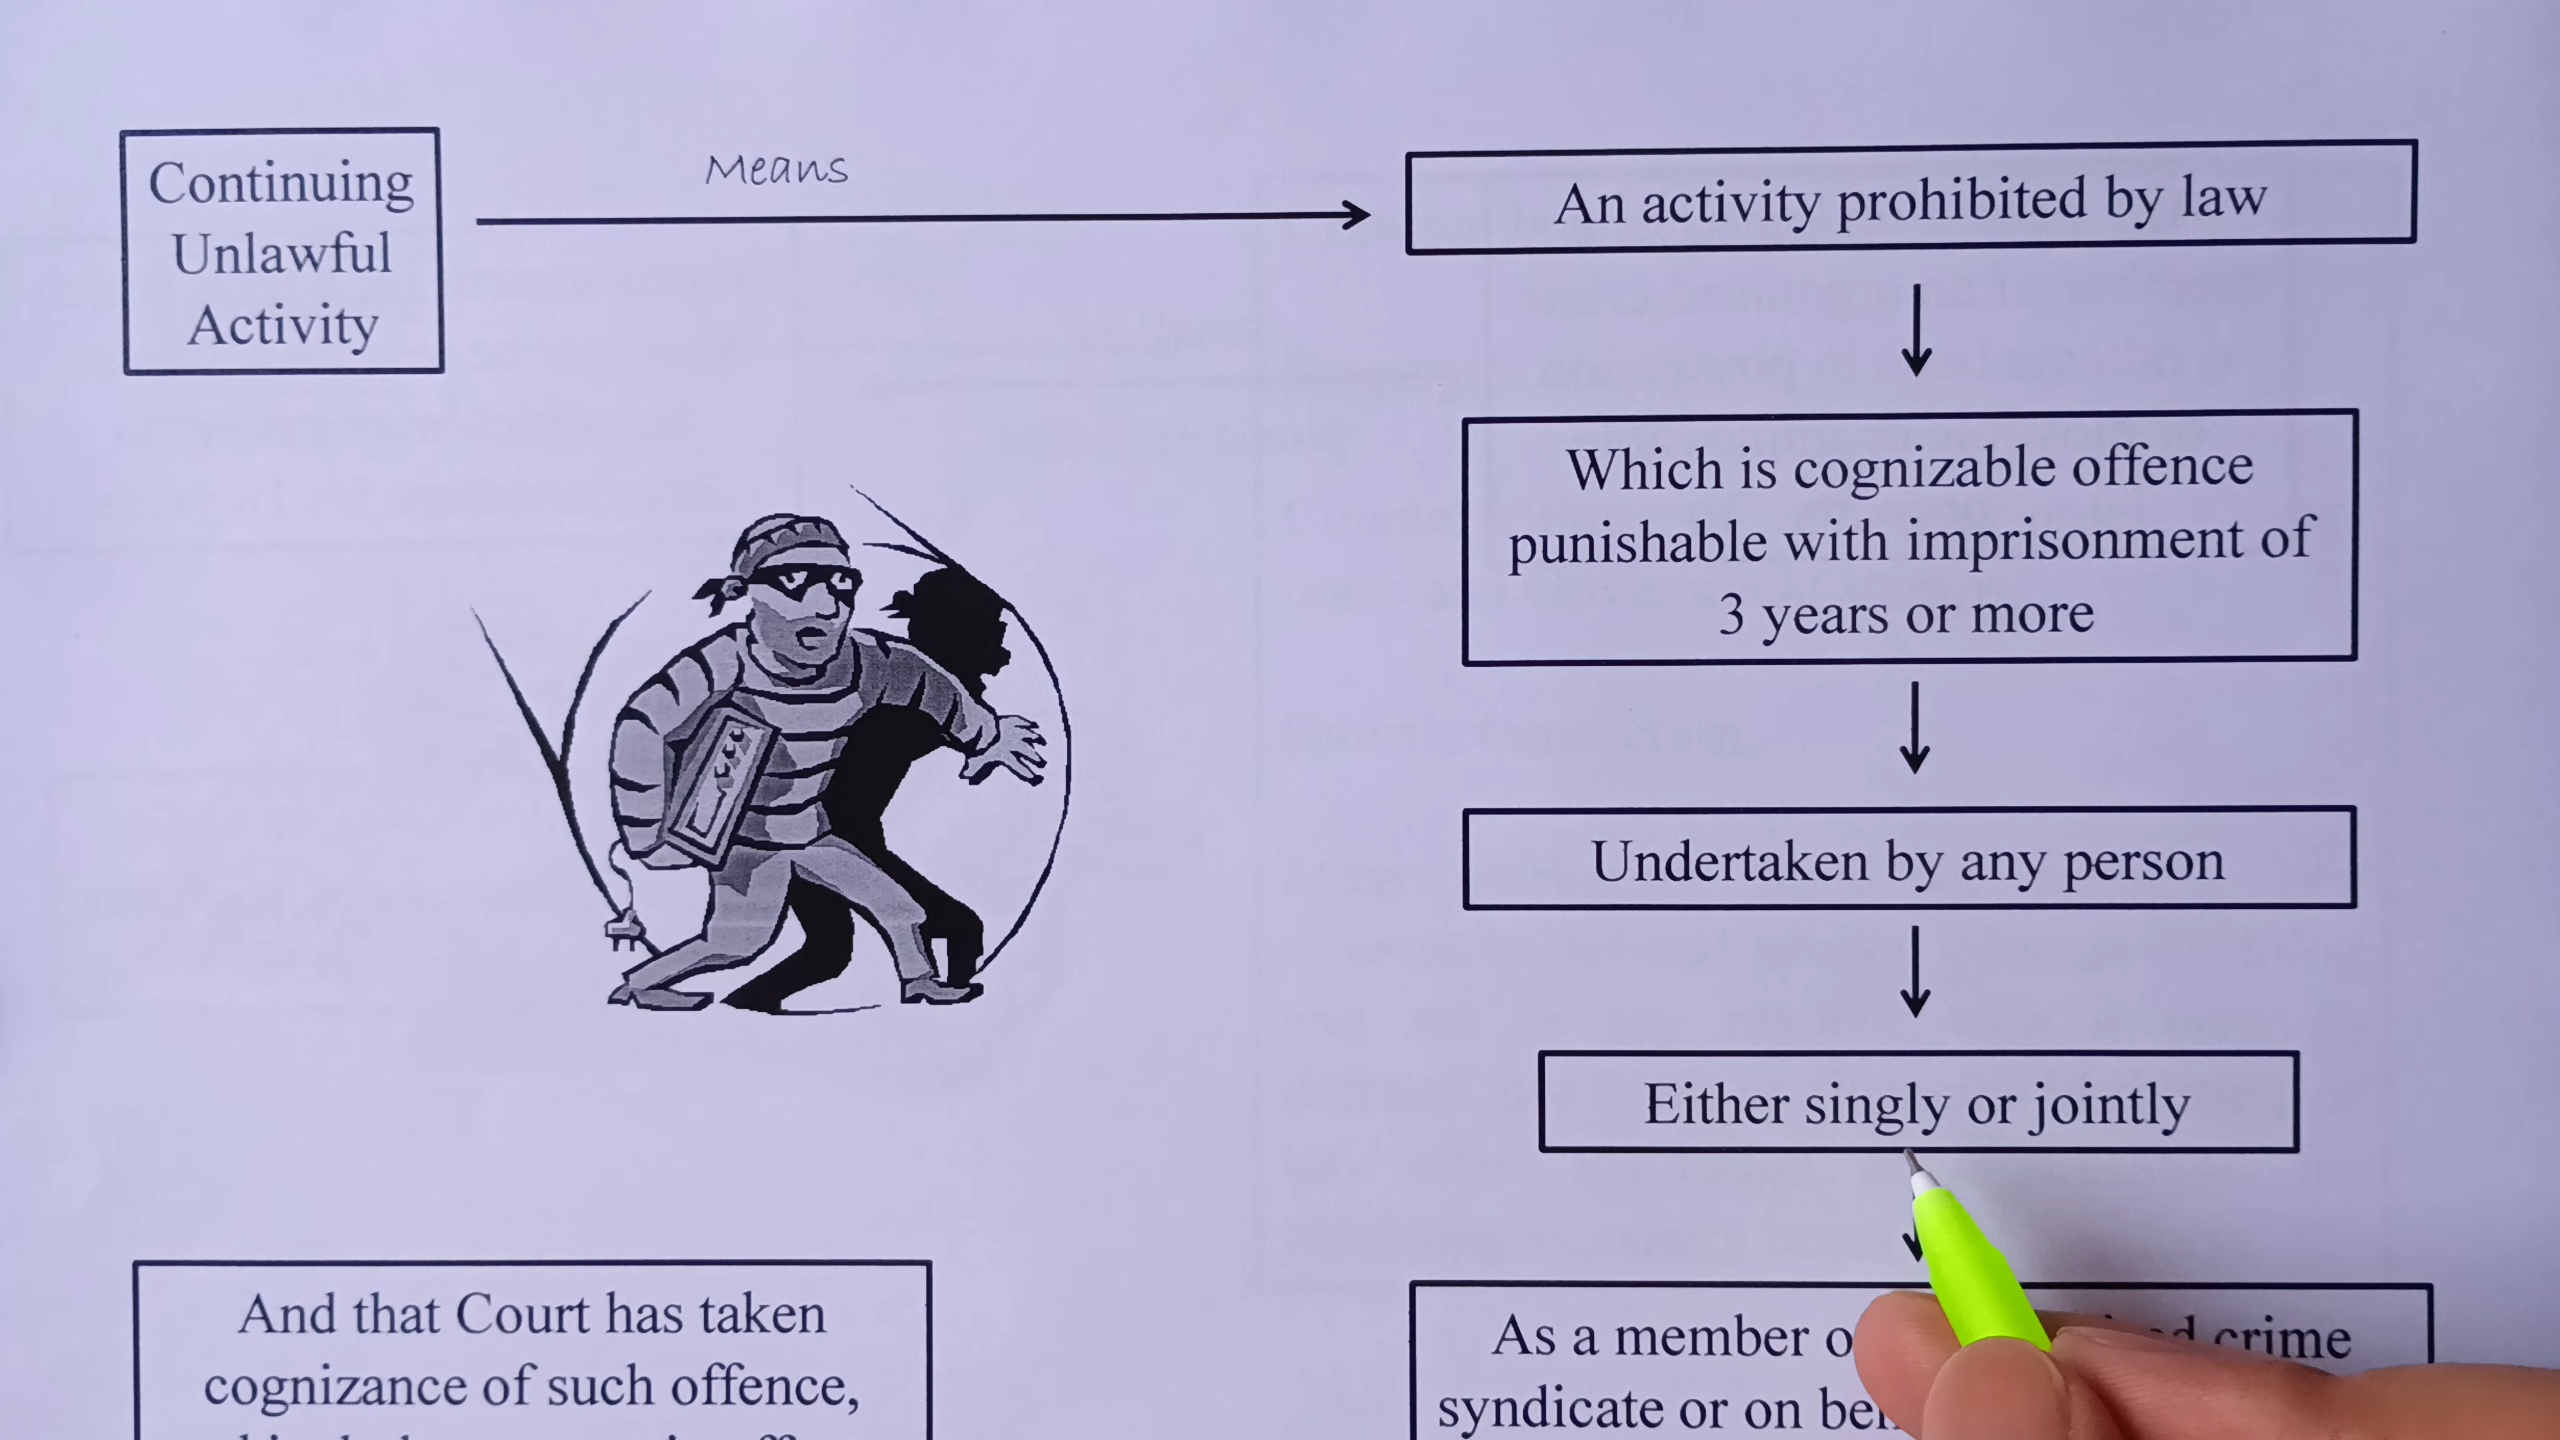 Continuing
Unlawful
Activity
Means
An activity prohibited by law
Which is cognizable offence
punishable with imprisonment of
3 years or more
Undertaken by any person
Either singly or jointly
As a member crime
syndicate or on
And that Court has taken
cognizance of such offence,